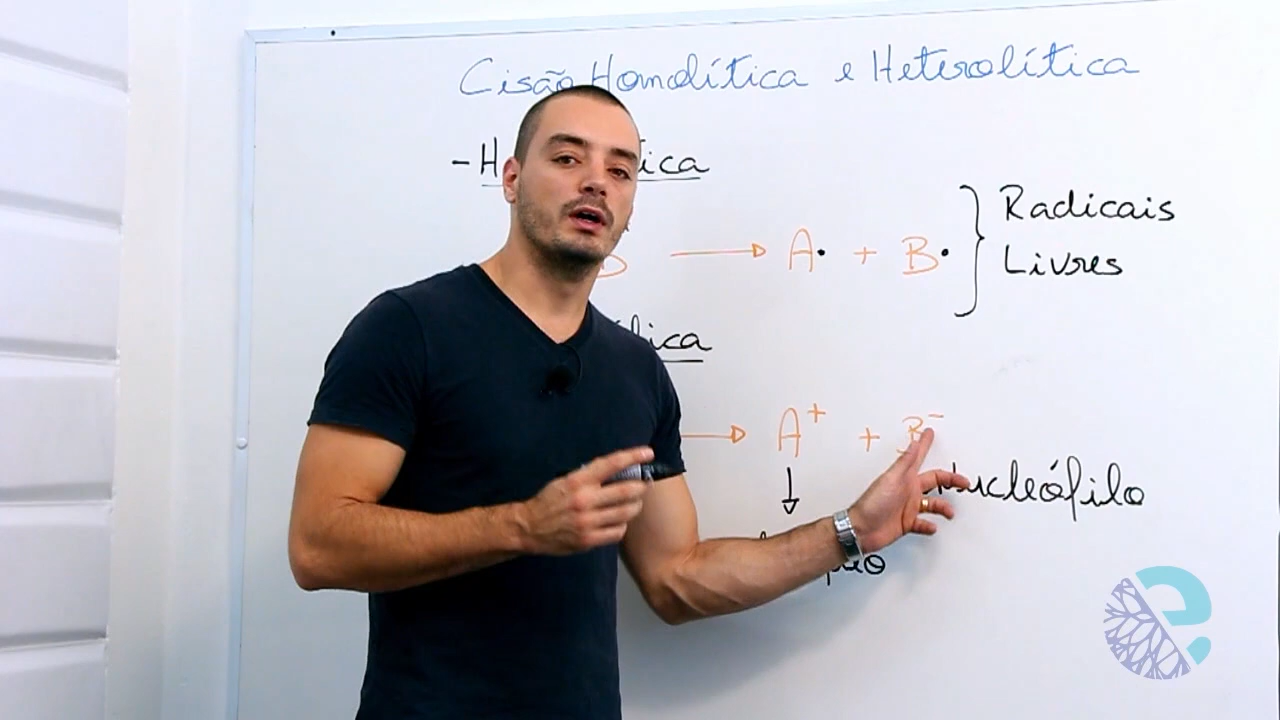 Cisão Homolítica e Heterolítica
Radicais
Livres
A• + B•
A⁺ + B⁻
Nucleófilo